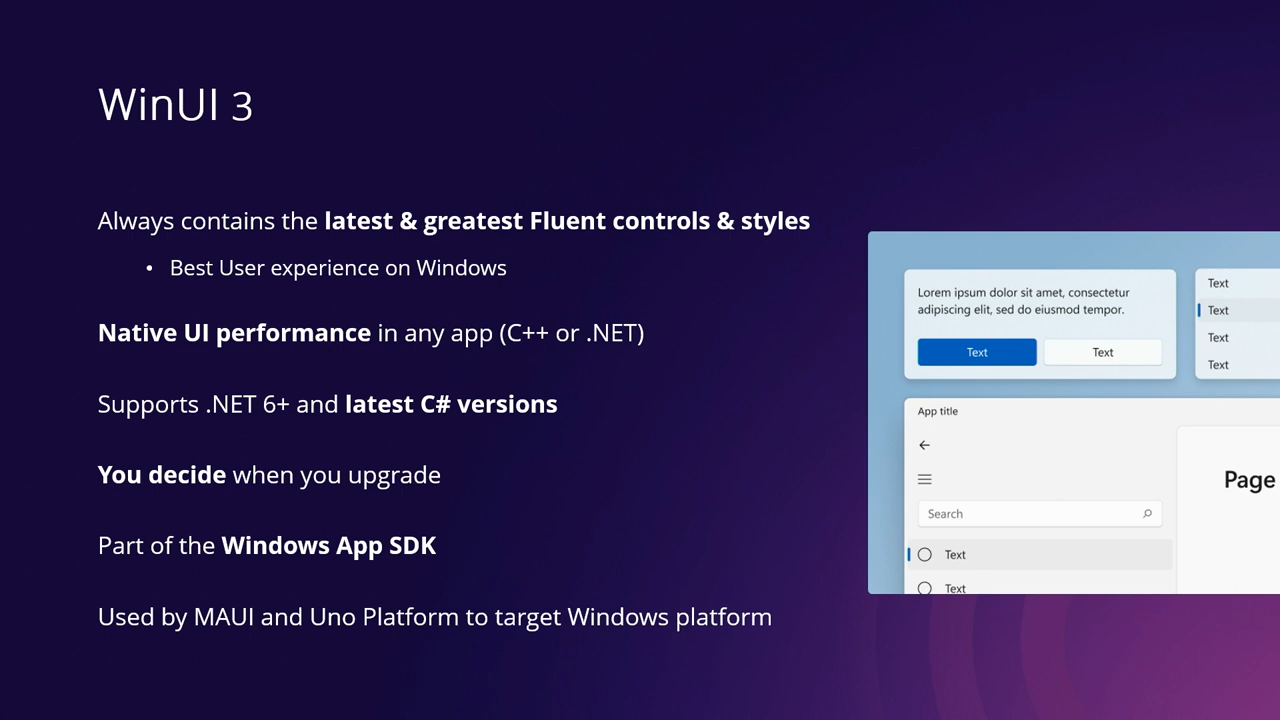 WinUI 3
Always contains the latest & greatest Fluent controls & styles
• Best User experience on Windows
Native UI performance in any app (C++ or .NET)
Supports .NET 6+ and latest C# versions
You decide when you upgrade
Part of the Windows App SDK
Used by MAUI and Uno Platform to target Windows platform
Lorem ipsum dolor sit amet, consectetur
adipiscing elit, sed do eiusmod tempor.
Text Text
Text
Text
Text
Text
App title
Search
Text
Text
Page